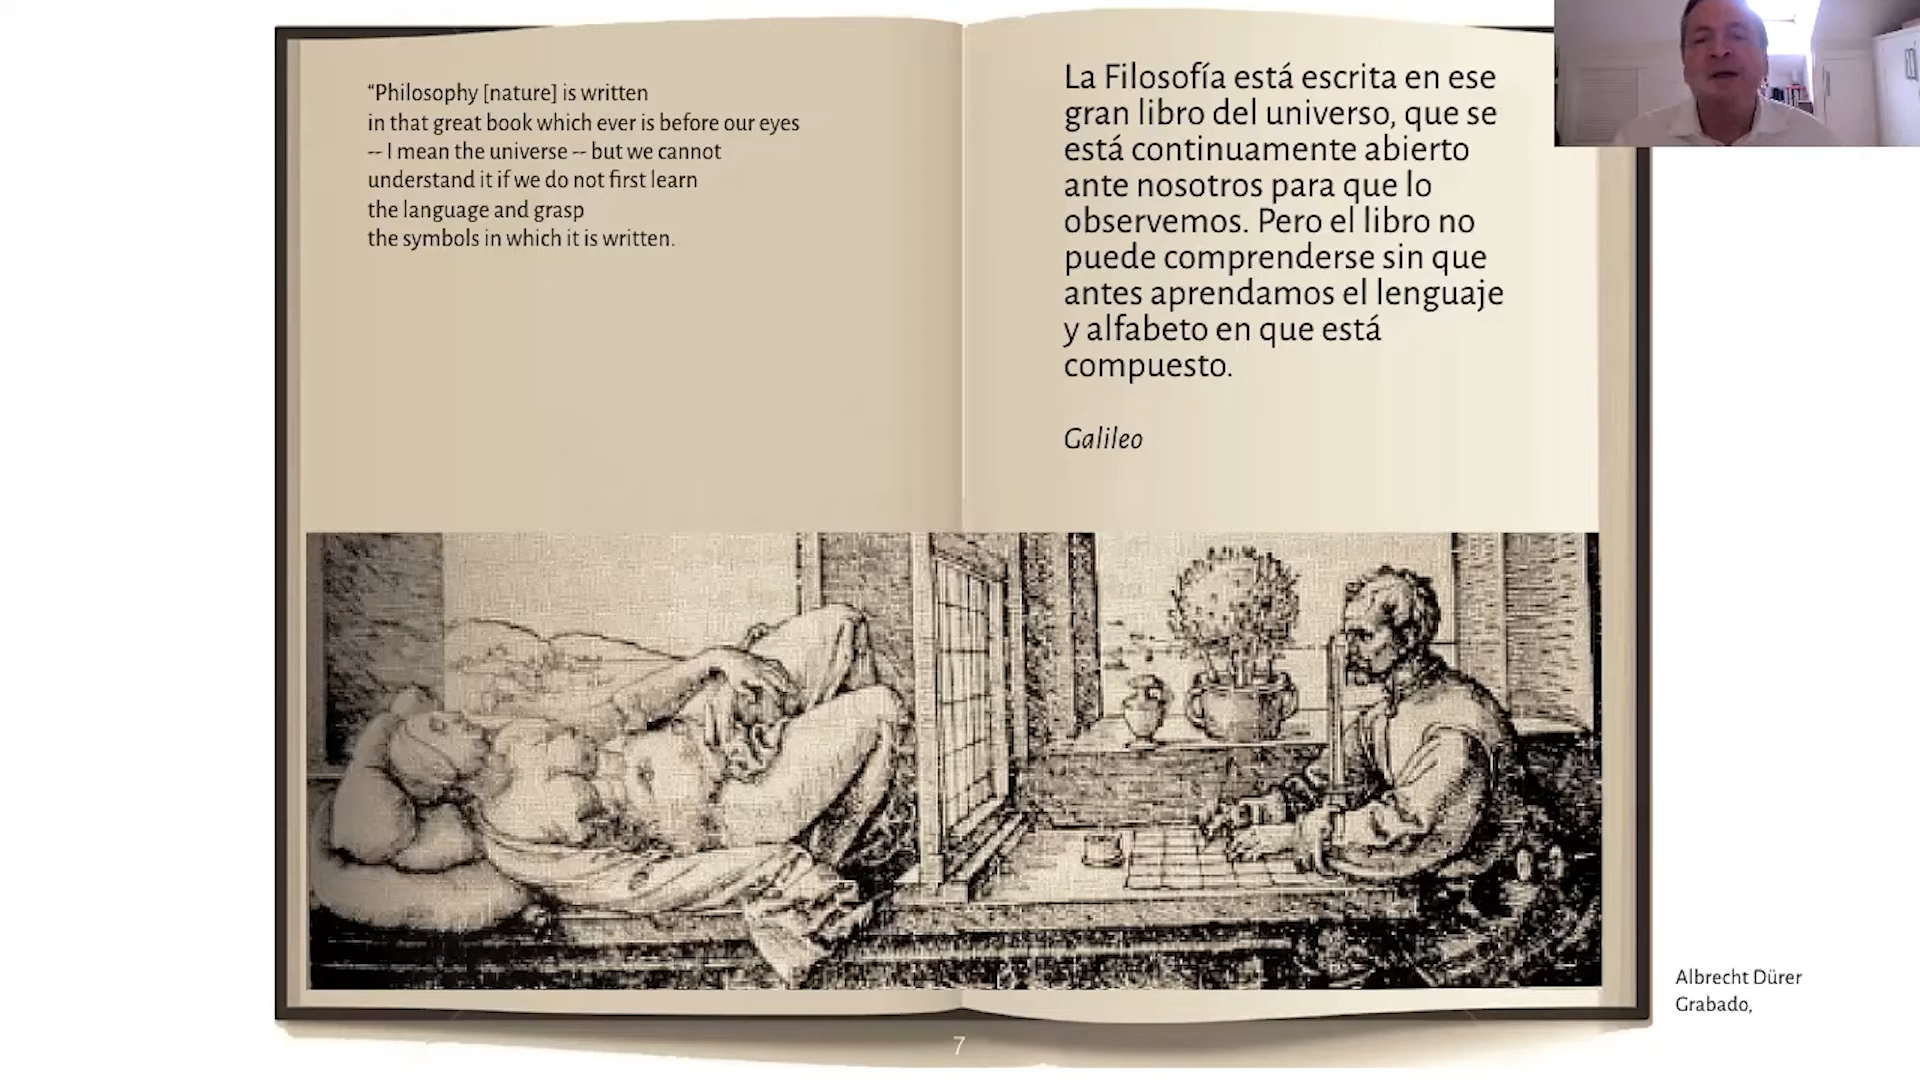 “Philosophy [nature] is written
in that great book which ever is before our eyes
-- I mean the universe -- but we cannot
understand it if we do not first learn
the language and grasp
the symbols in which it is written.
La Filosofía está escrita en ese
gran libro del universo, que se
está continuamente abierto
ante nosotros para que lo
observemos. Pero el libro no
puede comprenderse sin que
antes aprendamos el lenguaje
y alfabeto en que está
compuesto.
Galileo
Albrecht Dürer
Grabado,
7